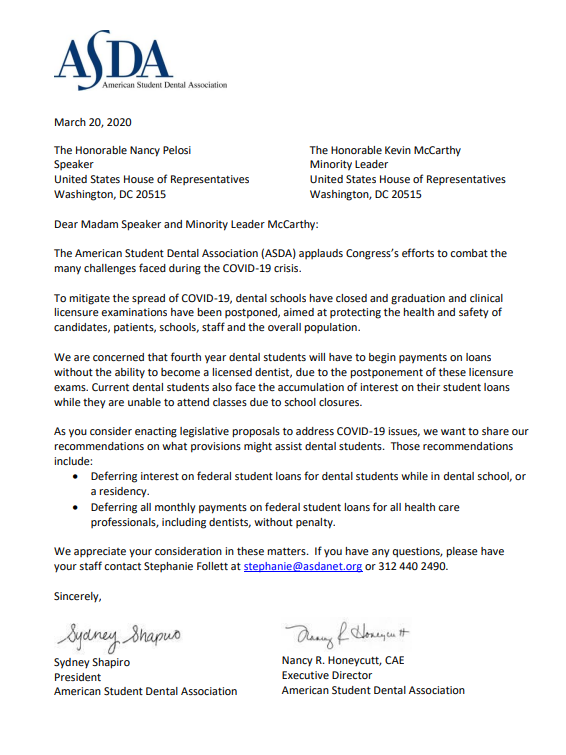 ASDA
American Student Dental Association
March 20, 2020
The Honorable Nancy Pelosi
Speaker
United States House of Representatives
Washington, DC 20515
The Honorable Kevin McCarthy
Minority Leader
United States House of Representatives
Washington, DC 20515
Dear Madam Speaker and Minority Leader McCarthy:
The American Student Dental Association (ASDA) applauds Congress’s efforts to combat the
many challenges faced during the COVID-19 crisis.
To mitigate the spread of COVID-19, dental schools have closed and graduation and clinical
licensure examinations have been postponed, aimed at protecting the health and safety of
candidates, patients, schools, staff and the overall population.
We are concerned that fourth year dental students will have to begin payments on loans
without the ability to become a licensed dentist, due to the postponement of these licensure
exams. Current dental students also face the accumulation of interest on their student loans
while they are unable to attend classes due to school closures.
As you consider enacting legislative proposals to address COVID-19 issues, we want to share our
recommendations on what provisions might assist dental students. Those recommendations
include:
• Deferring interest on federal student loans for dental students while in dental school, or
a residency.
• Deferring all monthly payments on federal student loans for all health care
professionals, including dentists, without penalty.
We appreciate your consideration in these matters. If you have any questions, please have
your staff contact Stephanie Follett at stephanie@asdanet.org or 312 440 2490.
Sincerely,
Sydney Shapiro
Sydney Shapiro
President
American Student Dental Association
Nancy R Honeycutt
Nancy R. Honeycutt, CAE
Executive Director
American Student Dental Association